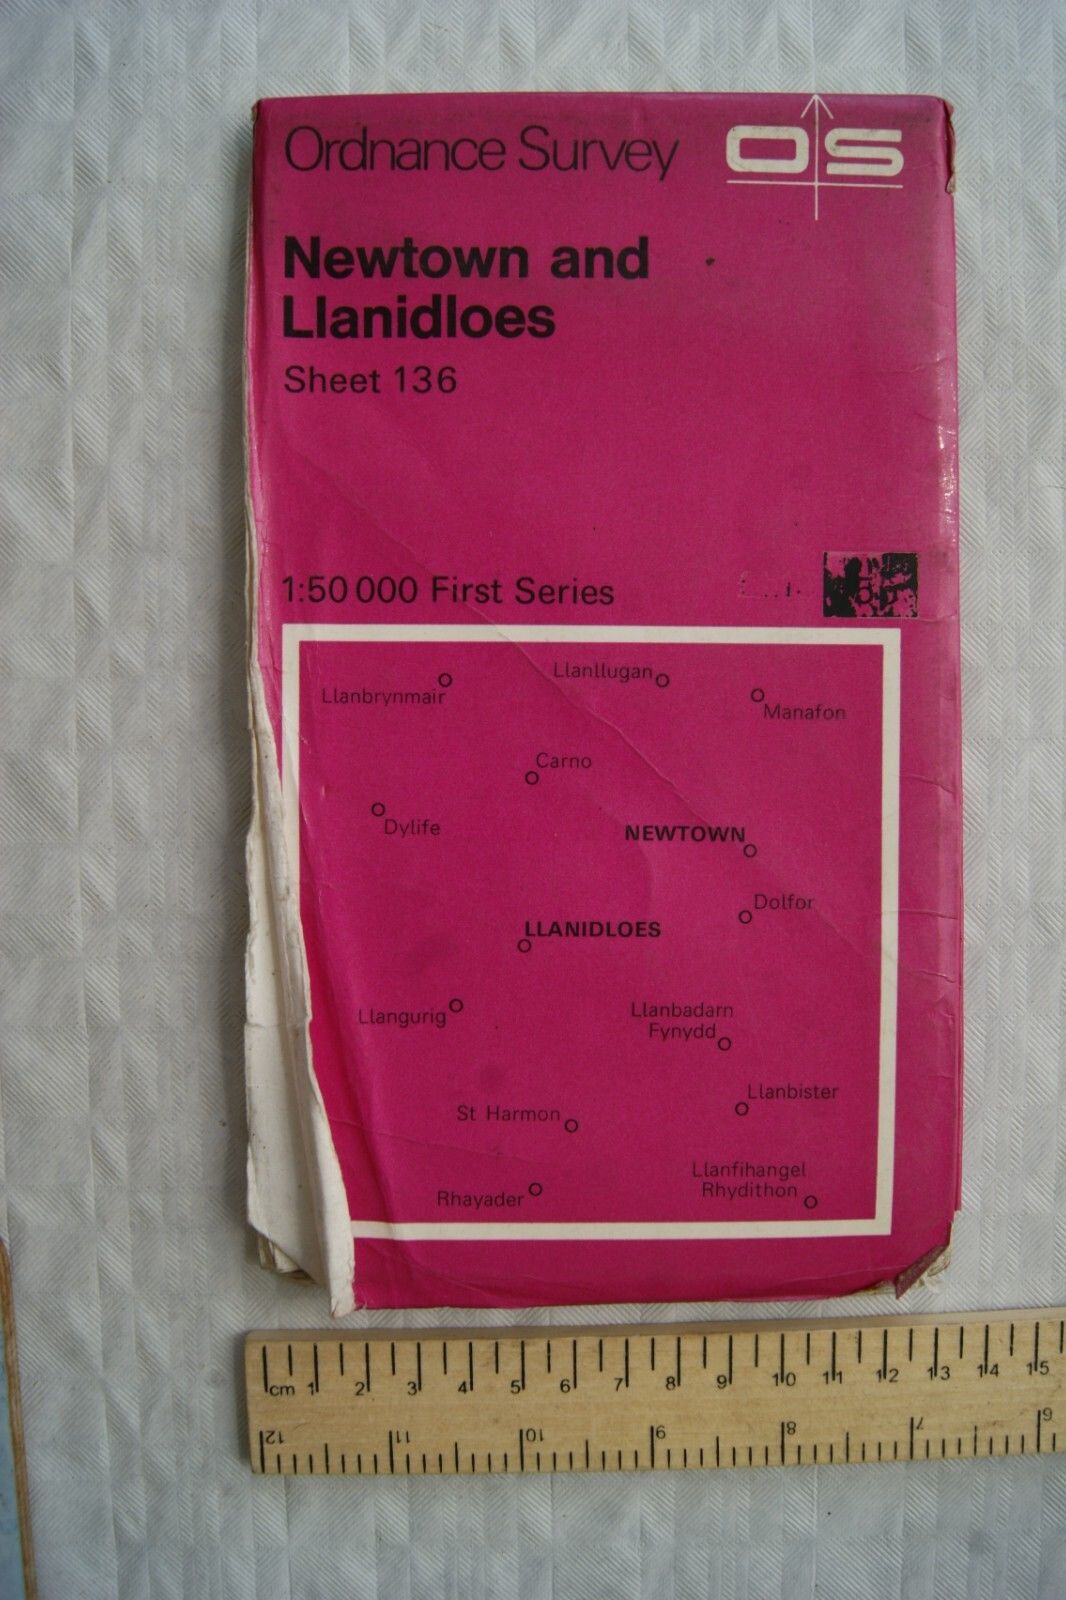 Ordnance Survey
OS
Newtown and
Llanidloes
Sheet 136
1:50 000 First Series
Llanllugan
Llanbrynmair
Manafon
Carno
Dylife
NEWTOWN
Dolfor
LLANIDLOES
Llangurig
Llanbadarn
Fynydd
Llanbister
St Harmon
Llanfihangel
Rhydithon
Rhayader
cm 1 2 3 4 5 6 7 8 9 10 11 12 13 14 15
12 11 10 9 8 7 6